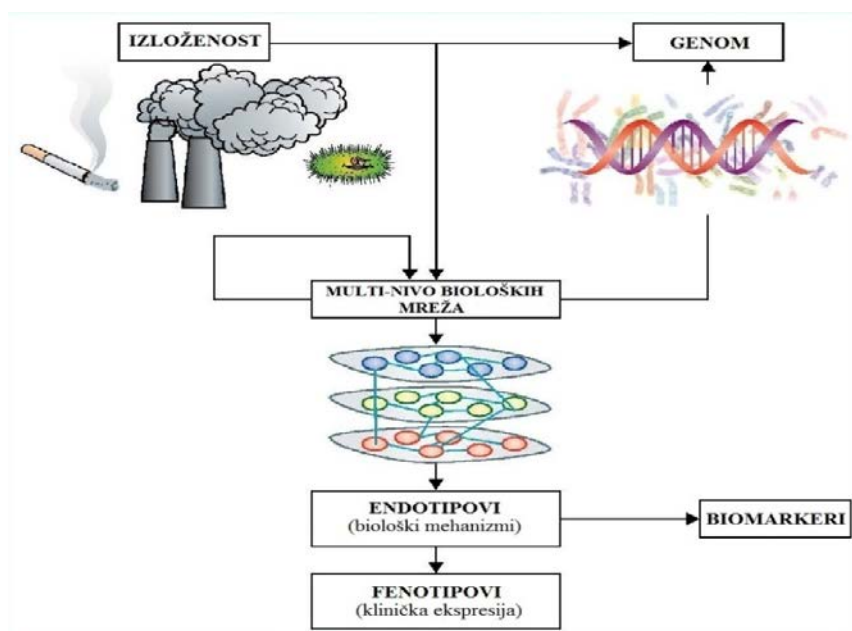 IZLOŽENOST
GENOM
MULTI-NIVO BIOLOŠKIH
MREŽA
ENDOTIPOVI
(biološki mehanizmi)
BIOMARKERI
FENOTIPOVI
(klinička ekspresija)